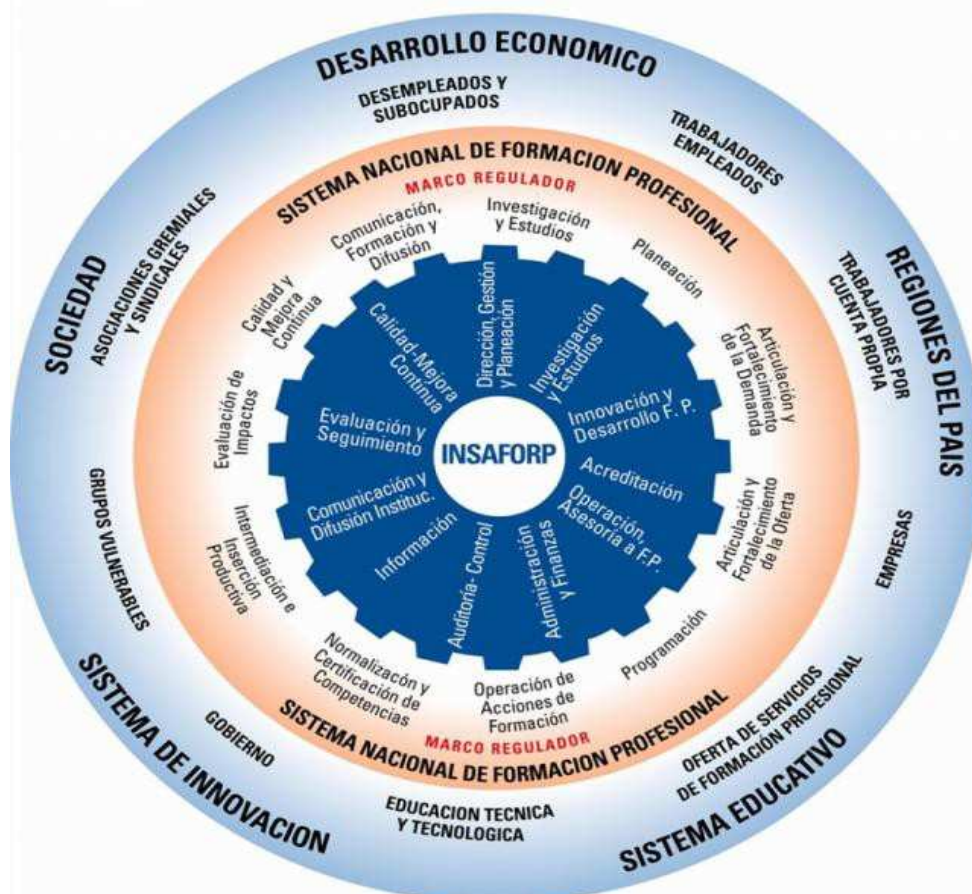 DESARROLLO ECONOMICO
DESEMPLEADOS Y
SUBOCUPADOS
TRABAJADORES
EMPLEADOS
REGIONES DEL PAIS
TRABAJADORES POR
CUENTA PROPIA
EMPRESAS
SISTEMA EDUCATIVO
OFERTA DE SERVICIOS
DE FORMACIÓN PROFESIONAL
EDUCACION TECNICA
Y TECNOLOGICA
SISTEMA DE INNOVACION
GOBIERNO
GRUPOS VULNERABLES
SOCIEDAD
ASOCIACIONES GREMIALES
Y SINDICALES
SISTEMA NACIONAL DE FORMACION PROFESIONAL
MARCO REGULADOR
Investigación
y Estudios
Planeación
Articulación y
Fortalecimiento
de la Demanda
Articulación y
Fortalecimiento
de la Oferta
Programación
Operación de
Acciones de
Formación
Normalizacón y
Certificación de
Competencias
Intermediación e
Inserción
Productiva
Evaluación de
Impactos
Calidad y
Mejora
Continua
Comunicación,
Formación y
Difusión
MARCO REGULADOR
SISTEMA NACIONAL DE FORMACION PROFESIONAL
Dirección, Gestión
y Planeación
Investigación
y Estudios
Innovación y
Desarrollo F. P.
Acreditación
Operación,
Asesoría a F.P.
Administración
y Finanzas
Auditoría- Control
Información
Comunicación y
Difusión Instituc.
Evaluación y
Seguimiento
Calidad-Mejora
Continua
INSAFORP